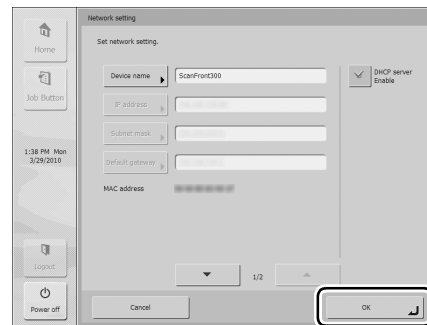 Network setting
Home
Job Button
1:38 PM Mon
3/29/2010
Logout
Power off
Set network setting.
Device name
ScanFront300
IP address
Subnet mask
Default gateway
MAC address
DHCP server
Enable
1/2
Cancel
OK